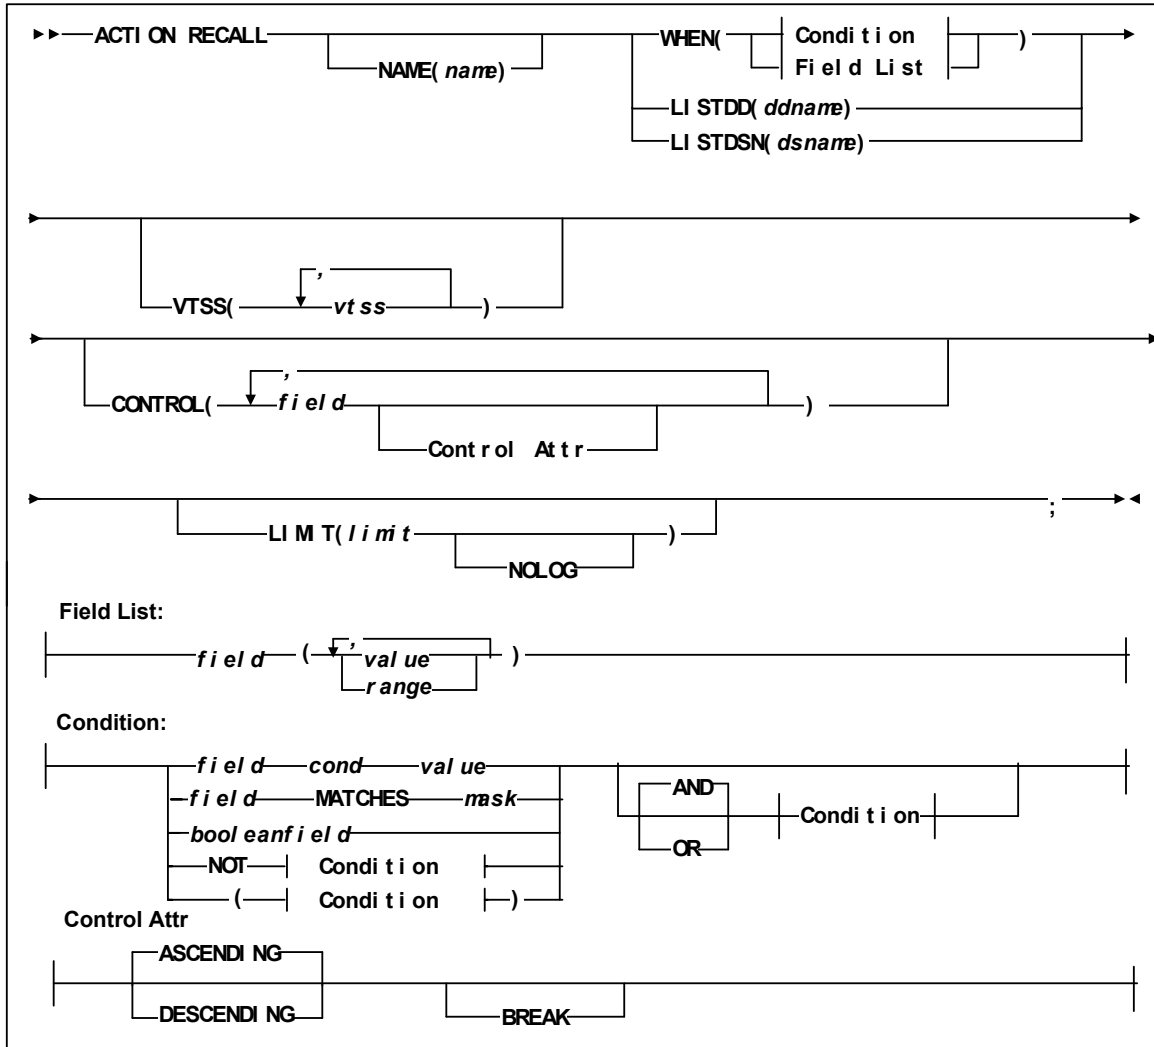 ACTION RECALL WHEN( Condition )
NAME(name) Field List
LISTDD(ddname)
LISTDSN(dsname)
,
VTSS( vtss )
,
CONTROL( field )
Control Attr
;
LIMIT(limit )
NOLOG
Field List:
,
field ( value )
range
Condition:
field cond value
AND
field MATCHES mask
Condition
booleanfield
OR
NOT Condition
( Condition )
Control Attr
ASCENDING
DESCENDING BREAK